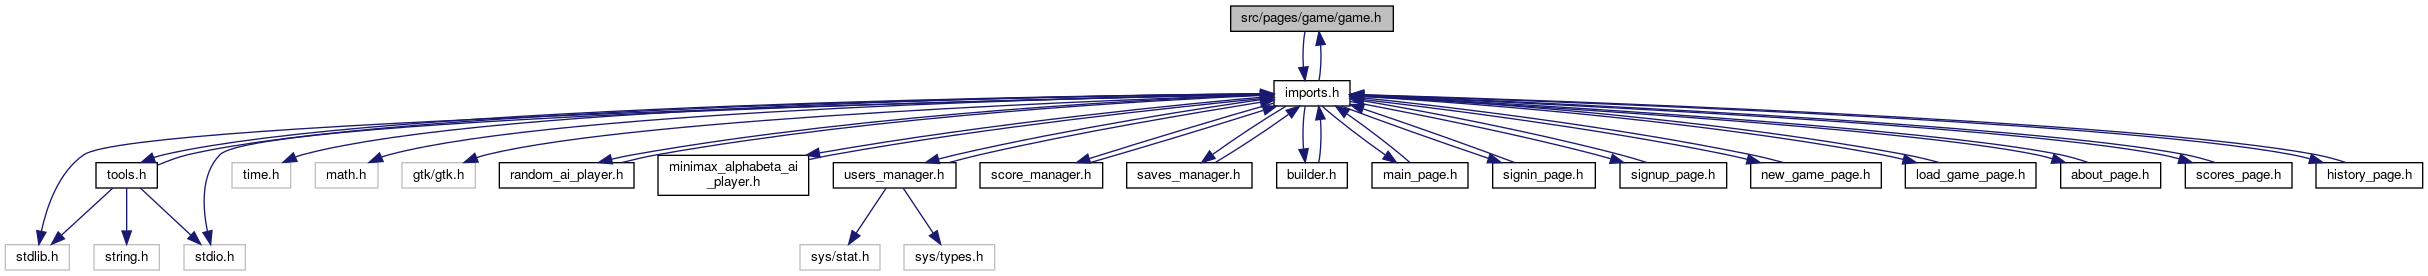 src/pages/game/game.h
imports.h
tools.h
time.h
math.h
gtk/gtk.h
random_ai_player.h
minimax_alphabeta_ai
_player.h
users_manager.h
score_manager.h
saves_manager.h
builder.h
main_page.h
signin_page.h
signup_page.h
new_game_page.h
load_game_page.h
about_page.h
scores_page.h
history_page.h
stdlib.h
string.h
stdio.h
sys/stat.h
sys/types.h